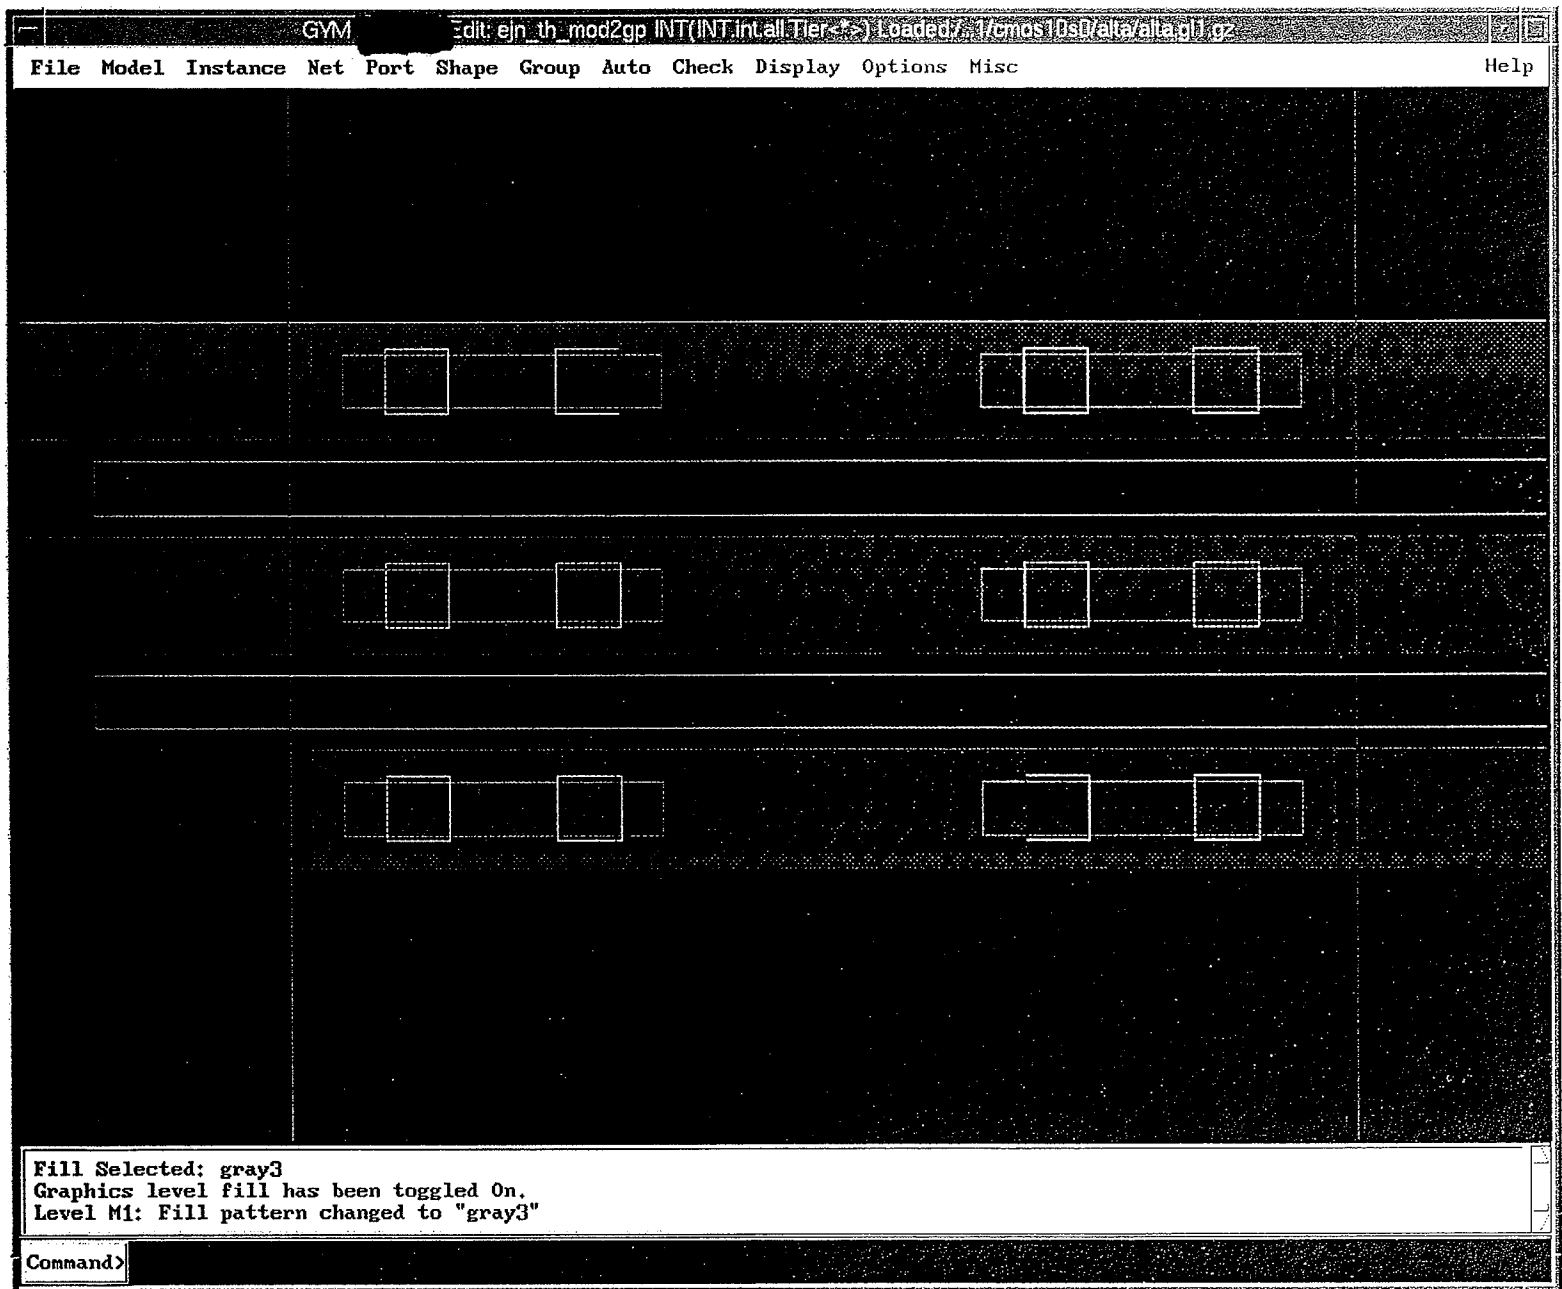 GYM Edit: ejn_th_mod2gp INT(INT.int.all Tier<*>) Loaded
File Model Instance Net Port Shape Group Auto Check Display Options Misc Help
Fill Selected: gray3
Graphics level fill has been toggled On.
Level M1: Fill pattern changed to "gray3"
Command>